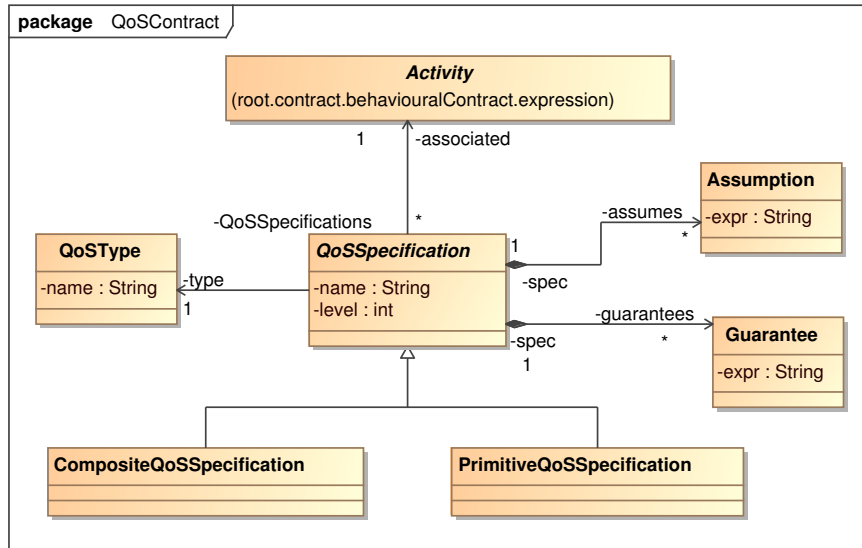 package QoSContract
Activity
(root.contract.behaviouralContract.expression)
1
-associated
-QoSSpecifications
*
QoSType
-name : String
-type
1
QoSSpecification
-name : String
-level : int
1
-spec
-assumes
*
Assumption
-expr : String
-spec
1
-guarantees
*
Guarantee
-expr : String
CompositeQoSSpecification
PrimitiveQoSSpecification